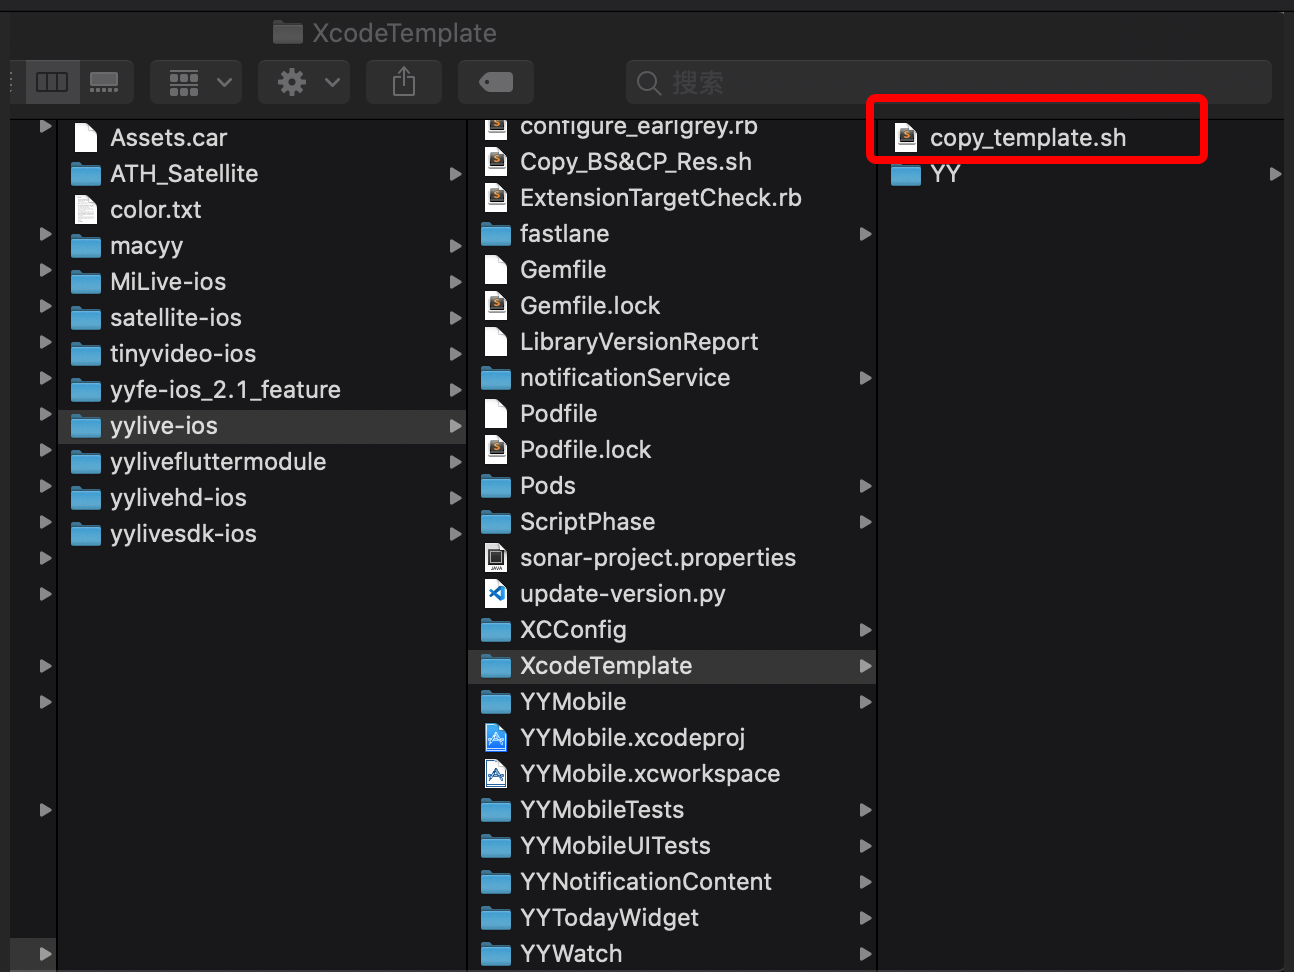 XcodeTemplate
搜索
Assets.car
ATH_Satellite
color.txt
macyy
MiLive-ios
satellite-ios
tinyvideo-ios
yyfe-ios_2.1_feature
yylive-ios
yylivefluttermodule
yylivehd-ios
yylivesdk-ios
configure_earlgrey.rb
Copy_BS&CP_Res.sh
ExtensionTargetCheck.rb
fastlane
Gemfile
Gemfile.lock
LibraryVersionReport
notificationService
Podfile
Podfile.lock
Pods
ScriptPhase
sonar-project.properties
update-version.py
XCConfig
XcodeTemplate
YYMobile
YYMobile.xcodeproj
YYMobile.xcworkspace
YYMobileTests
YYMobileUITests
YYNotificationContent
YYTodayWidget
YYWatch
copy_template.sh
YY